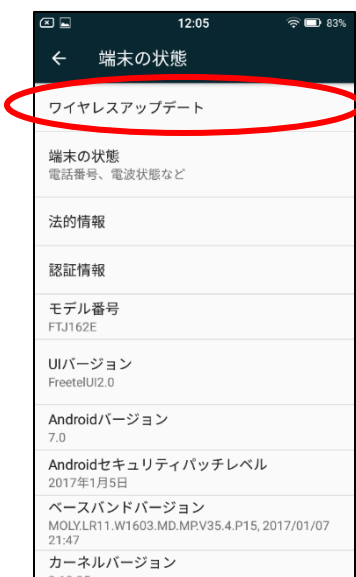 12:05
83%
端末の状態
ワイヤレスアップデート
端末の状態
電話番号、電波状態など
法的情報
認証情報
モデル番号
FTJ162E
UIバージョン
FreetelUI2.0
Androidバージョン
7.0
Androidセキュリティパッチレベル
2017年1月5日
ベースバンドバージョン
MOLY.LR11.W1603.MD.MP.V35.4.P15, 2017/01/07
21:47
カーネルバージョン